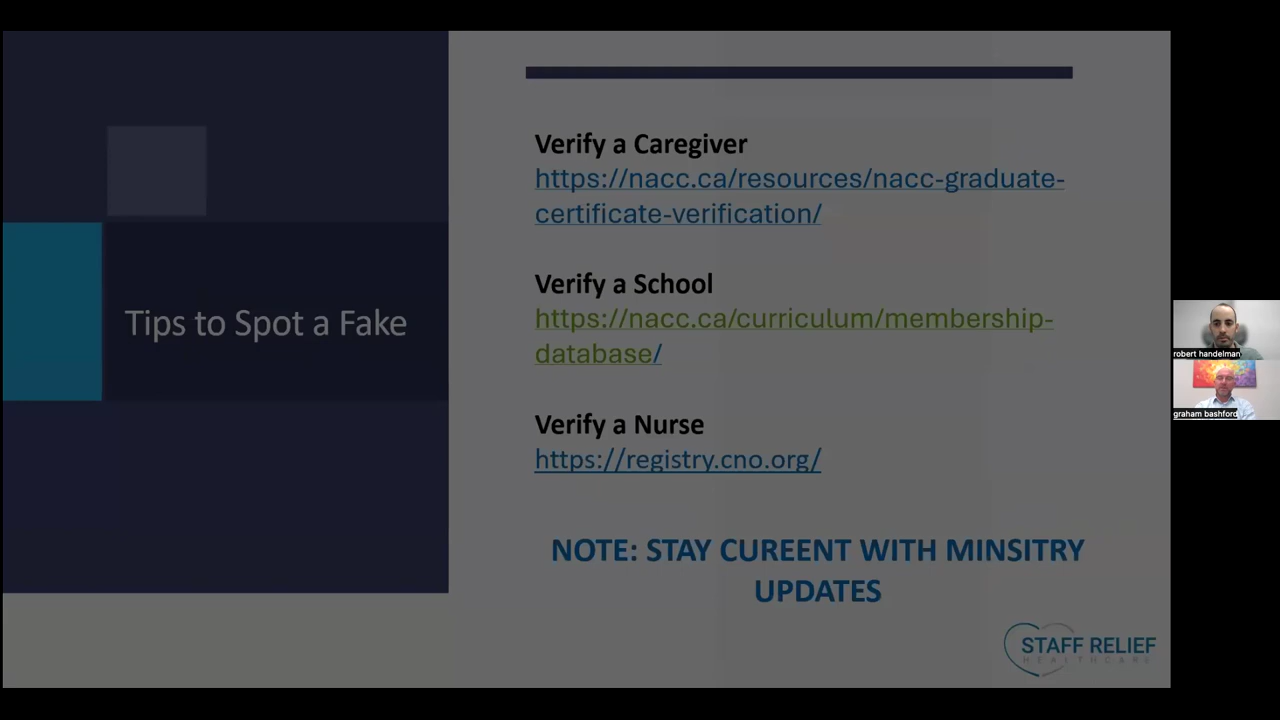 Tips to Spot a Fake
Verify a Caregiver
https://nacc.ca/resources/nacc-graduate-
certificate-verification/
Verify a School
https://nacc.ca/curriculum/membership-
database/
Verify a Nurse
https://registry.cno.org/
NOTE: STAY CUREENT WITH MINSITRY
UPDATES
STAFF RELIEF
HEALTHCARE
robert handelman
graham bashford